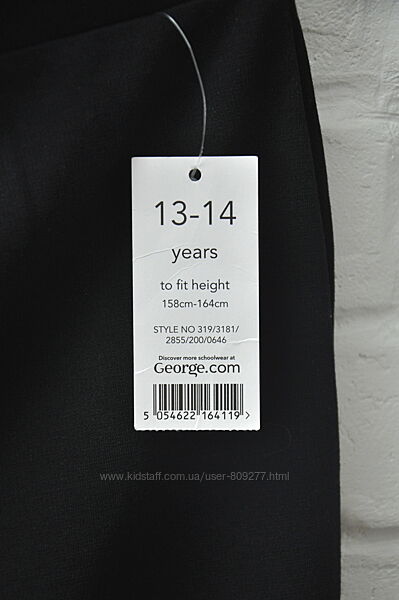 13-14
years
to fit height
158cm-164cm
STYLE NO 319/3181/
2855/200/0646
Discover more schoolwear at
George.com
5 054622 164119 >
www.kidstaff.com.ua/user-809277.html